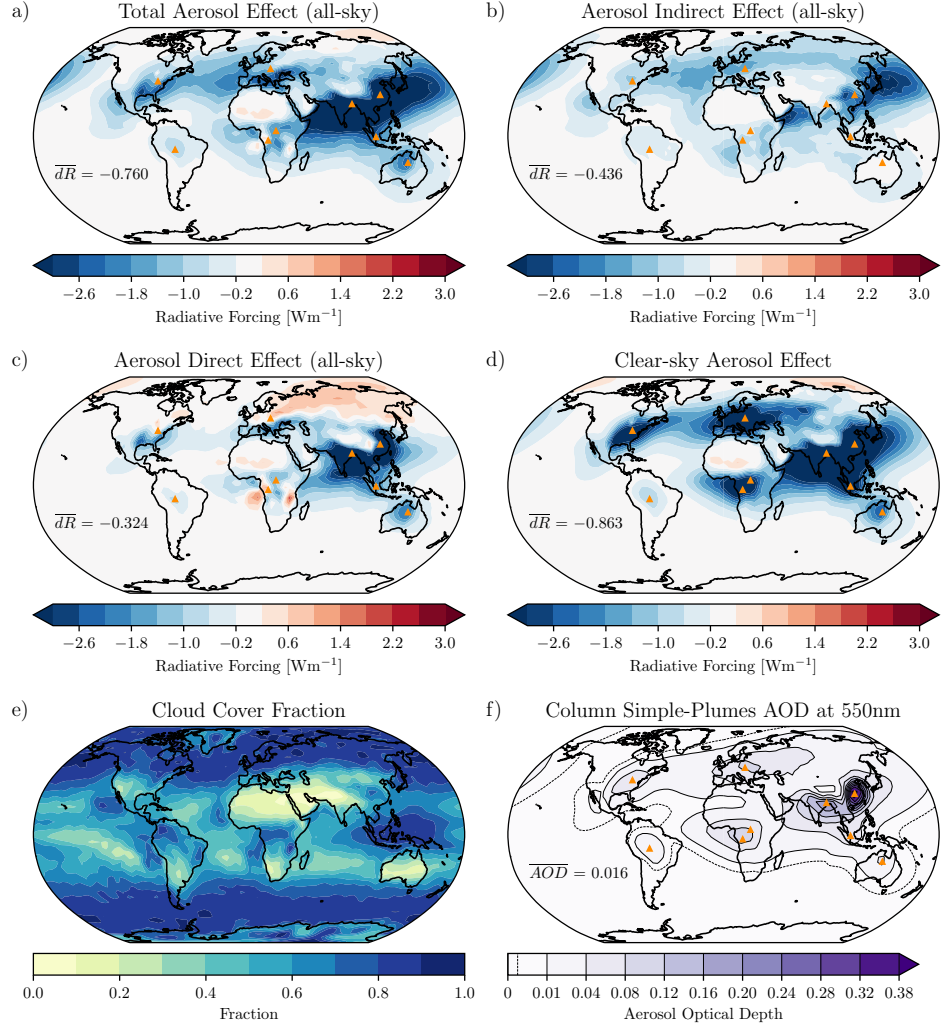 a) Total Aerosol Effect (all-sky)
dR = −0.760
−2.6 −1.8 −1.0 −0.2 0.6 1.4 2.2 3.0
Radiative Forcing [Wm⁻¹]
b) Aerosol Indirect Effect (all-sky)
dR = −0.436
−2.6 −1.8 −1.0 −0.2 0.6 1.4 2.2 3.0
Radiative Forcing [Wm⁻¹]
c) Aerosol Direct Effect (all-sky)
dR = −0.324
−2.6 −1.8 −1.0 −0.2 0.6 1.4 2.2 3.0
Radiative Forcing [Wm⁻¹]
d) Clear-sky Aerosol Effect
dR = −0.863
−2.6 −1.8 −1.0 −0.2 0.6 1.4 2.2 3.0
Radiative Forcing [Wm⁻¹]
e) Cloud Cover Fraction
0.0 0.2 0.4 0.6 0.8 1.0
Fraction
f) Column Simple-Plumes AOD at 550nm
AOD = 0.016
0 0.01 0.04 0.08 0.12 0.16 0.20 0.24 0.28 0.32 0.38
Aerosol Optical Depth